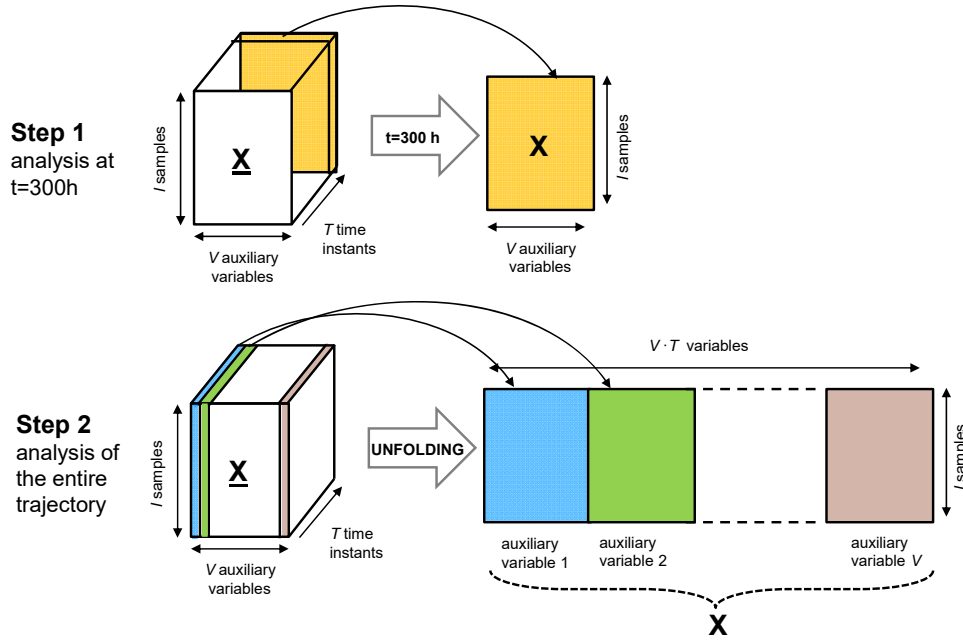 Step 1
analysis at
t=300h
I samples
X
V auxiliary
variables
T time
instants
t=300 h
X
I samples
V auxiliary
variables
Step 2
analysis of
the entire
trajectory
I samples
X
V auxiliary
variables
T time
instants
UNFOLDING
V · T variables
I samples
auxiliary
variable 1
auxiliary
variable 2
auxiliary
variable V
X